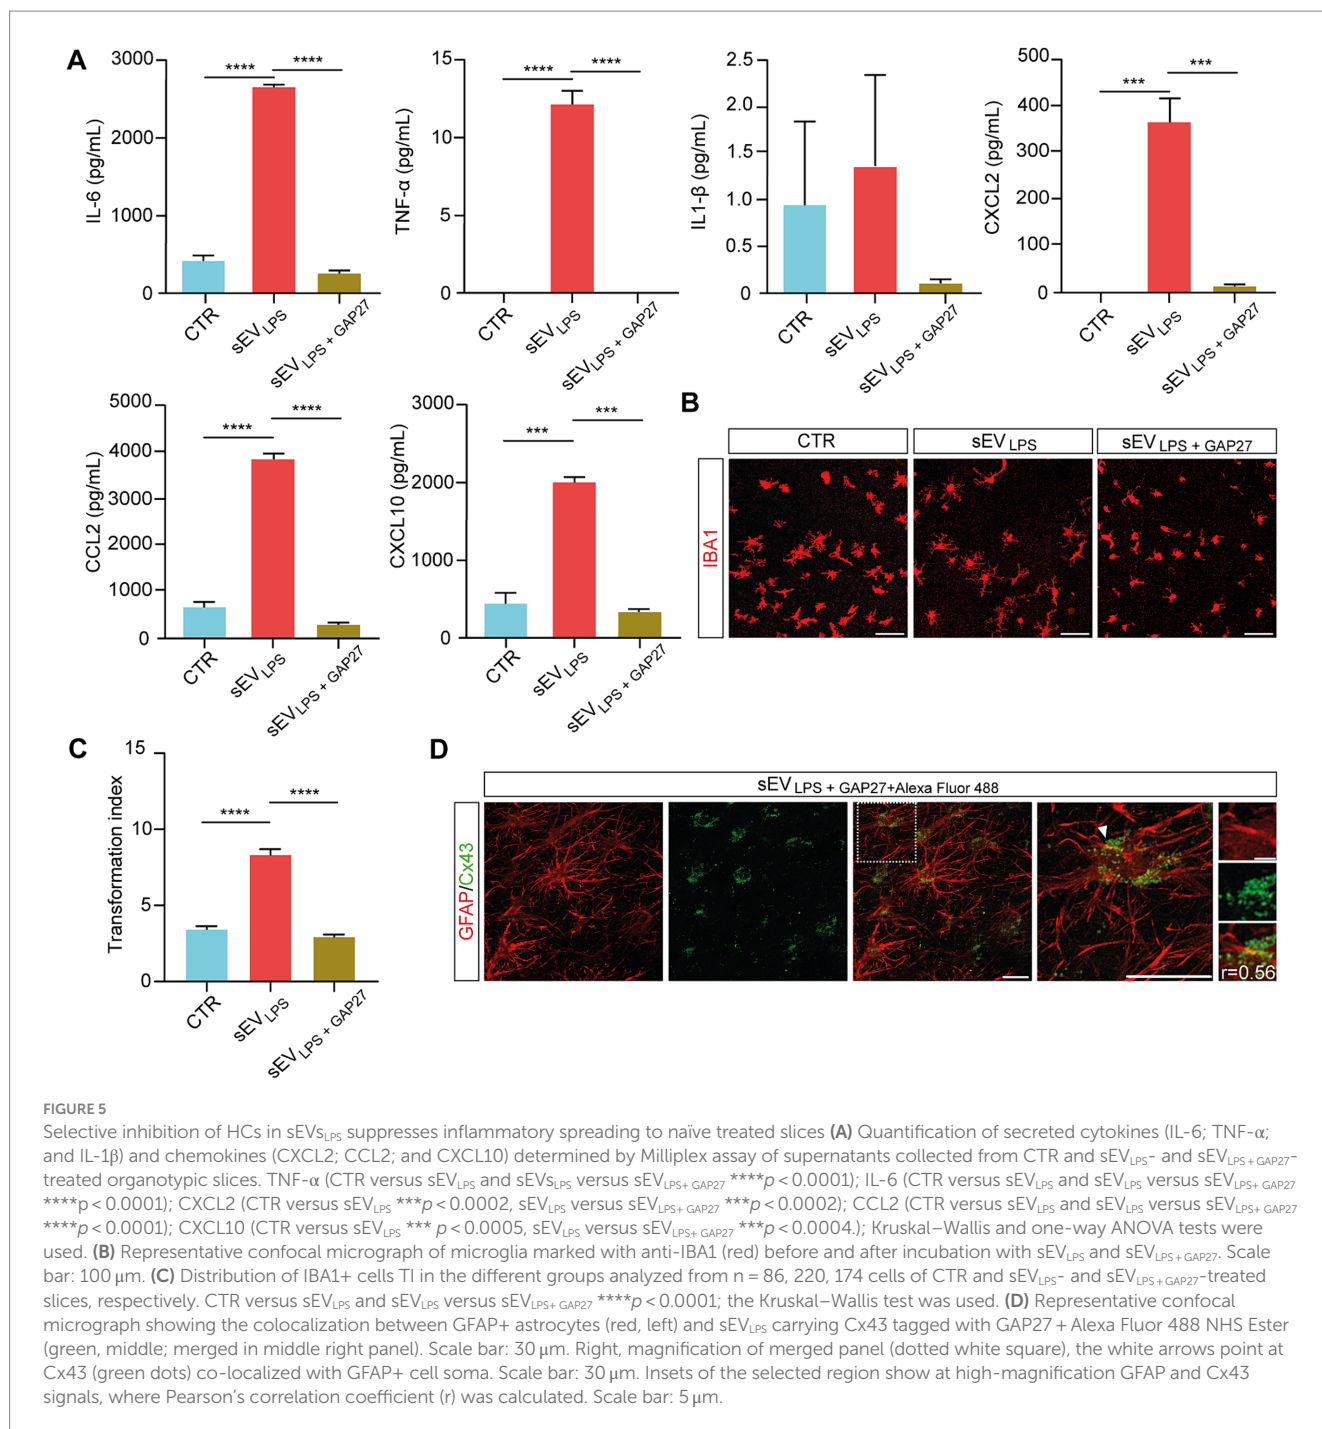 A
3000
2000
1000
0
IL-6 (pg/mL)
**** ****
CTR
sEV LPS
sEV LPS + GAP27
15
10
5
0
TNF-α (pg/mL)
**** ****
CTR
sEV LPS
sEV LPS + GAP27
2.5
2.0
1.5
1.0
0.5
0
IL1-β (pg/mL)
CTR
sEV LPS
sEV LPS + GAP27
500
400
300
200
100
0
CXCL2 (pg/mL)
*** ***
CTR
sEV LPS
sEV LPS + GAP27
5000
4000
3000
2000
1000
0
CCL2 (pg/mL)
**** ****
CTR
sEV LPS
sEV LPS + GAP27
3000
2000
1000
0
CXCL10 (pg/mL)
*** ***
CTR
sEV LPS
sEV LPS + GAP27
B
CTR
sEV LPS
sEV LPS + GAP27
IBA1
C
15
10
5
0
Transformation index
**** ****
CTR
sEV LPS
sEV LPS + GAP27
D
sEV LPS + GAP27+Alexa Fluor 488
GFAP/Cx43
r=0.56
FIGURE 5
Selective inhibition of HCs in sEVsLPS suppresses inflammatory spreading to naïve treated slices (A) Quantification of secreted cytokines (IL-6; TNF-α;
and IL-1β) and chemokines (CXCL2; CCL2; and CXCL10) determined by Milliplex assay of supernatants collected from CTR and sEVLPS- and sEVLPS+GAP27-
treated organotypic slices. TNF-α (CTR versus sEVLPS and sEVsLPS versus sEVLPS+ GAP27 ****p < 0.0001); IL-6 (CTR versus sEVLPS and sEVLPS versus sEVLPS+ GAP27
****p < 0.0001); CXCL2 (CTR versus sEVLPS ***p < 0.0002, sEVLPS versus sEVLPS+ GAP27 ***p < 0.0002); CCL2 (CTR versus sEVLPS and sEVLPS versus sEVLPS+ GAP27
****p < 0.0001); CXCL10 (CTR versus sEVLPS *** p < 0.0005, sEVLPS versus sEVLPS+ GAP27 ***p < 0.0004.); Kruskal–Wallis and one-way ANOVA tests were
used. (B) Representative confocal micrograph of microglia marked with anti-IBA1 (red) before and after incubation with sEVLPS and sEVLPS+GAP27. Scale
bar: 100 μm. (C) Distribution of IBA1+ cells TI in the different groups analyzed from n = 86, 220, 174 cells of CTR and sEVLPS- and sEVLPS+GAP27-treated
slices, respectively. CTR versus sEVLPS and sEVLPS versus sEVLPS+ GAP27 ****p < 0.0001; the Kruskal–Wallis test was used. (D) Representative confocal
micrograph showing the colocalization between GFAP+ astrocytes (red, left) and sEVLPS carrying Cx43 tagged with GAP27 + Alexa Fluor 488 NHS Ester
(green, middle; merged in middle right panel). Scale bar: 30 μm. Right, magnification of merged panel (dotted white square), the white arrows point at
Cx43 (green dots) co-localized with GFAP+ cell soma. Scale bar: 30 μm. Insets of the selected region show at high-magnification GFAP and Cx43
signals, where Pearson's correlation coefficient (r) was calculated. Scale bar: 5 μm.